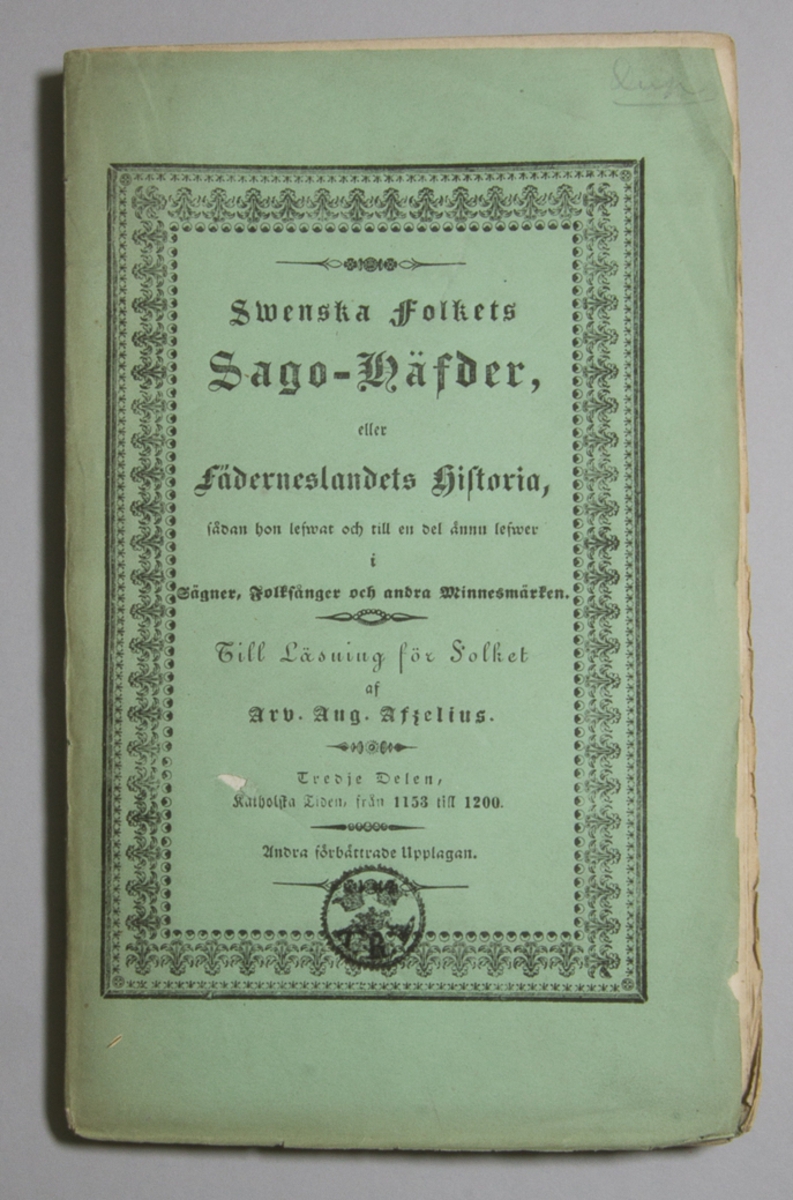 Swenska Folkets
Sago-Häfder,
eller
Fäderneslandets Historia,
sådan hon lefwat och till en del ännu lefwer
i
Sägner, Folksånger och andra Minnesmärken.
Till Läsning för Folket
af
Arv. Aug. Afzelius.
Tredje Delen,
Katholska Tiden, från 1153 till 1200.
Andra förbättrade Upplagan.